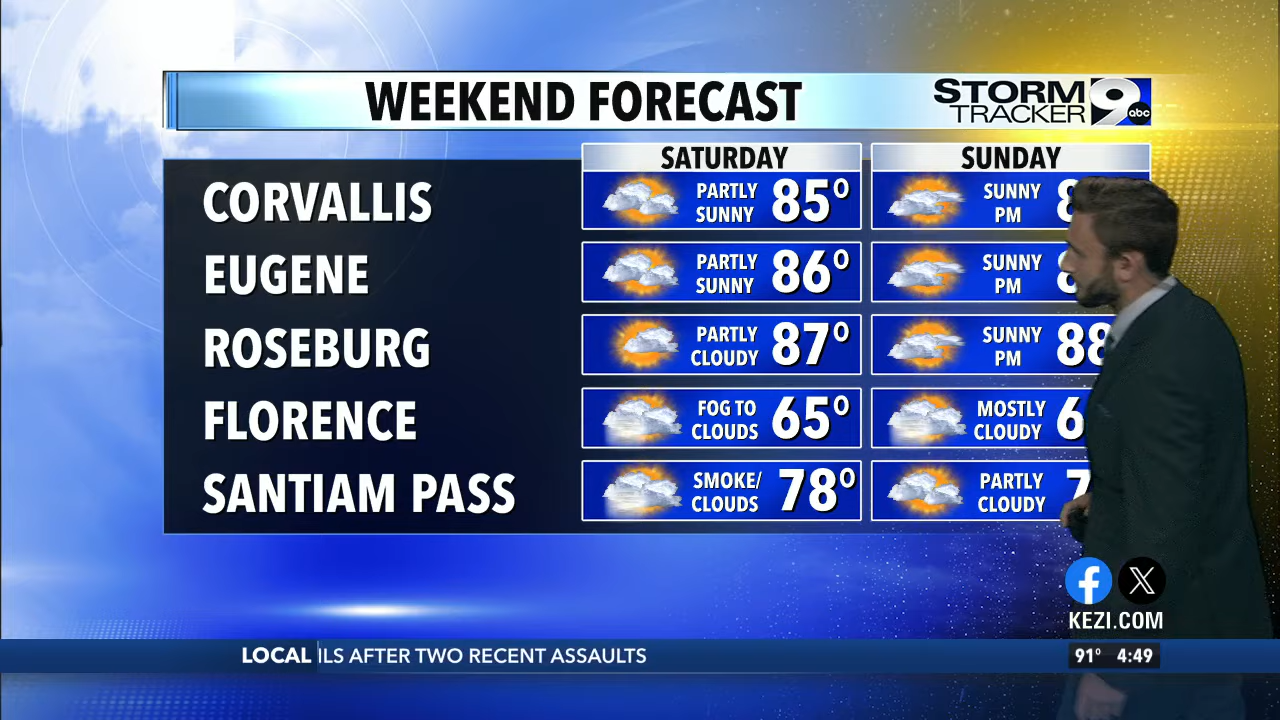 WEEKEND FORECAST
STORM TRACKER 9 abc
SATURDAY SUNDAY
CORVALLIS PARTLY SUNNY 85° SUNNY PM
EUGENE PARTLY SUNNY 86° SUNNY PM
ROSEBURG PARTLY CLOUDY 87° SUNNY PM 88
FLORENCE FOG TO CLOUDS 65° MOSTLY CLOUDY
SANTIAM PASS SMOKE/ CLOUDS 78° PARTLY CLOUDY
KEZI.COM
LOCAL ILS AFTER TWO RECENT ASSAULTS
91° 4:49